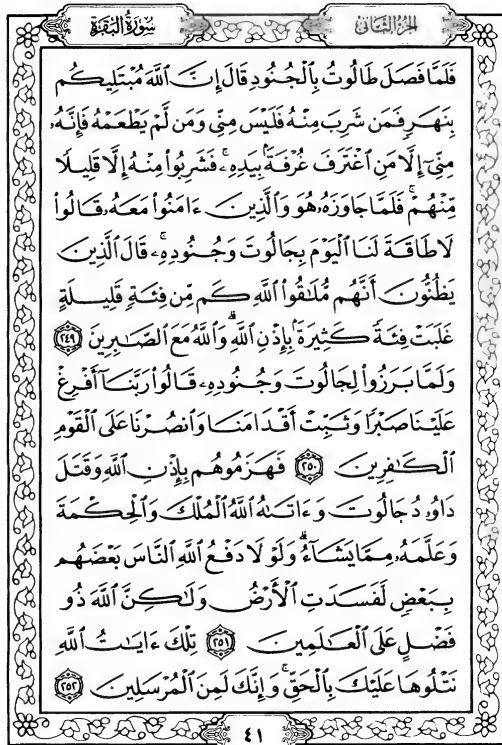 سُورَةُ الْبَقَرَةِ
الجزء الثاني
فَلَمَّا فَصَلَ طَالُوتُ بِٱلْجُنُودِ قَالَ إِنَّ ٱللَّهَ مُبْتَلِيكُم
بِنَهَرٍ فَمَن شَرِبَ مِنْهُ فَلَيْسَ مِنِّى وَمَن لَّمْ يَطْعَمْهُ فَإِنَّهُۥ
مِنِّىٓ إِلَّا مَنِ ٱغْتَرَفَ غُرْفَةًۢ بِيَدِهِۦۚ فَشَرِبُوا۟ مِنْهُ إِلَّا قَلِيلًا
مِّنْهُمْۚ فَلَمَّا جَاوَزَهُۥ هُوَ وَٱلَّذِينَ ءَامَنُوا۟ مَعَهُۥ قَالُوا۟
لَا طَاقَةَ لَنَا ٱلْيَوْمَ بِجَالُوتَ وَجُنُودِهِۦۚ قَالَ ٱلَّذِينَ
يَظُنُّونَ أَنَّهُم مُّلَٰقُوا۟ ٱللَّهِ كَم مِّن فِئَةٍ قَلِيلَةٍ
غَلَبَتْ فِئَةً كَثِيرَةًۢ بِإِذْنِ ٱللَّهِۗ وَٱللَّهُ مَعَ ٱلصَّٰبِرِينَ ٢٤٩
وَلَمَّا بَرَزُوا۟ لِجَالُوتَ وَجُنُودِهِۦ قَالُوا۟ رَبَّنَآ أَفْرِغْ
عَلَيْنَا صَبْرًا وَثَبِّتْ أَقْدَامَنَا وَٱنصُرْنَا عَلَى ٱلْقَوْمِ
ٱلْكَٰفِرِينَ ٢٥٠ فَهَزَمُوهُم بِإِذْنِ ٱللَّهِ وَقَتَلَ
دَاوُۥدُ جَالُوتَ وَءَاتَىٰهُ ٱللَّهُ ٱلْمُلْكَ وَٱلْحِكْمَةَ
وَعَلَّمَهُۥ مِمَّا يَشَآءُۗ وَلَوْلَا دَفْعُ ٱللَّهِ ٱلنَّاسَ بَعْضَهُم
بِبَعْضٍ لَّفَسَدَتِ ٱلْأَرْضُ وَلَٰكِنَّ ٱللَّهَ ذُو
فَضْلٍ عَلَى ٱلْعَٰلَمِينَ ٢٥١ تِلْكَ ءَايَٰتُ ٱللَّهِ
نَتْلُوهَا عَلَيْكَ بِٱلْحَقِّۚ وَإِنَّكَ لَمِنَ ٱلْمُرْسَلِينَ ٢٥٢
٤١